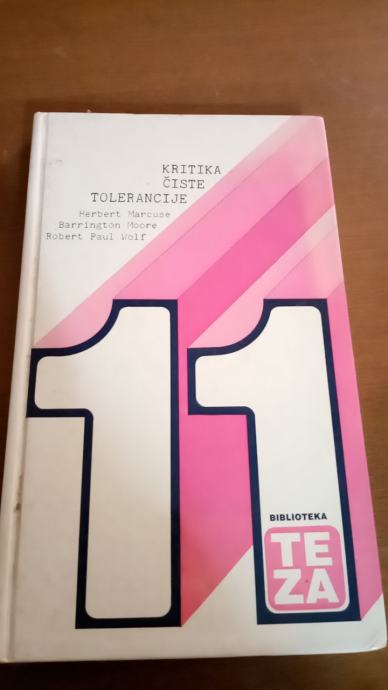 KRITIKA
ČISTE
TOLERANCIJE
Herbert Marcuse
Barrington Moore
Robert Paul Wolf
11
BIBLIOTEKA
TE
ZA